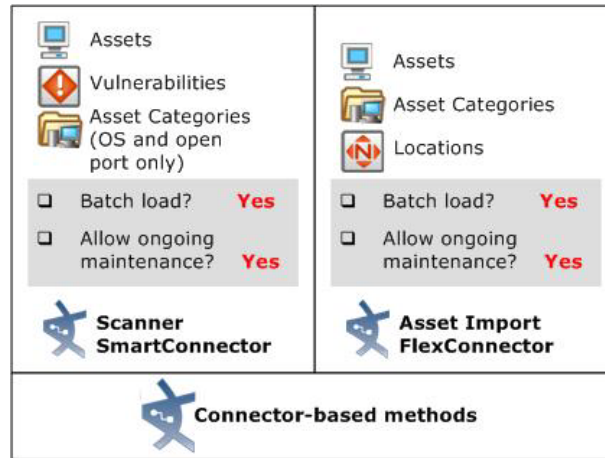 Assets
Vulnerabilities
Asset Categories
(OS and open
port only)
Batch load? Yes
Allow ongoing
maintenance? Yes
Scanner
SmartConnector
Assets
Asset Categories
N
Locations
Batch load? Yes
Allow ongoing
maintenance? Yes
Asset Import
FlexConnector
Connector-based methods